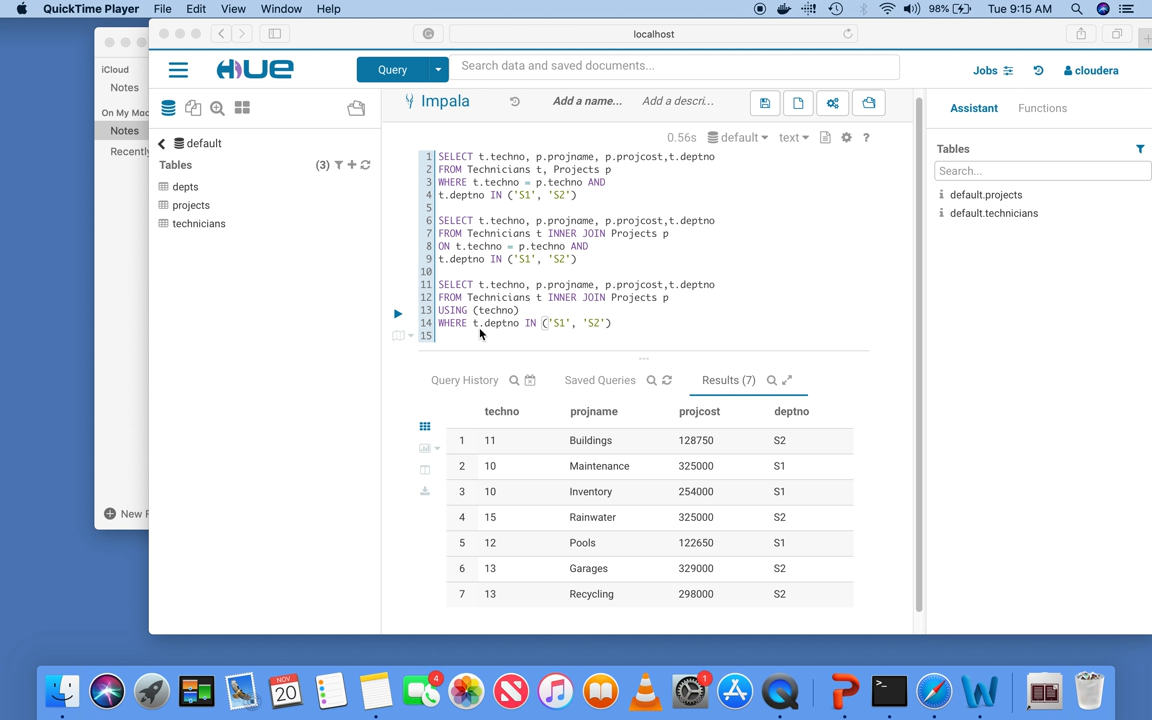 QuickTime Player File Edit View Window Help 98% Tue 9:15 AM
localhost
iCloud
Notes
On My Mac
Notes
Recently
New F
HUE
Query
Search data and saved documents...
Jobs
cloudera
Impala
Add a name...
Add a descri...
default
Tables
(3)
depts
projects
technicians
0.56s default text ?
1 SELECT t.techno, p.projname, p.projcost,t.deptno
2 FROM Technicians t, Projects p
3 WHERE t.techno = p.techno AND
4 t.deptno IN ('S1', 'S2')
5
6 SELECT t.techno, p.projname, p.projcost,t.deptno
7 FROM Technicians t INNER JOIN Projects p
8 ON t.techno = p.techno AND
9 t.deptno IN ('S1', 'S2')
10
11 SELECT t.techno, p.projname, p.projcost,t.deptno
12 FROM Technicians t INNER JOIN Projects p
13 USING (techno)
14 WHERE t.deptno IN ('S1', 'S2')
15
Query History
Saved Queries
Results (7)
techno projname projcost deptno
1 11 Buildings 128750 S2
2 10 Maintenance 325000 S1
3 10 Inventory 254000 S1
4 15 Rainwater 325000 S2
5 12 Pools 122650 S1
6 13 Garages 329000 S2
7 13 Recycling 298000 S2
Assistant Functions
Tables
Search...
default.projects
default.technicians
NOV
20
4
1